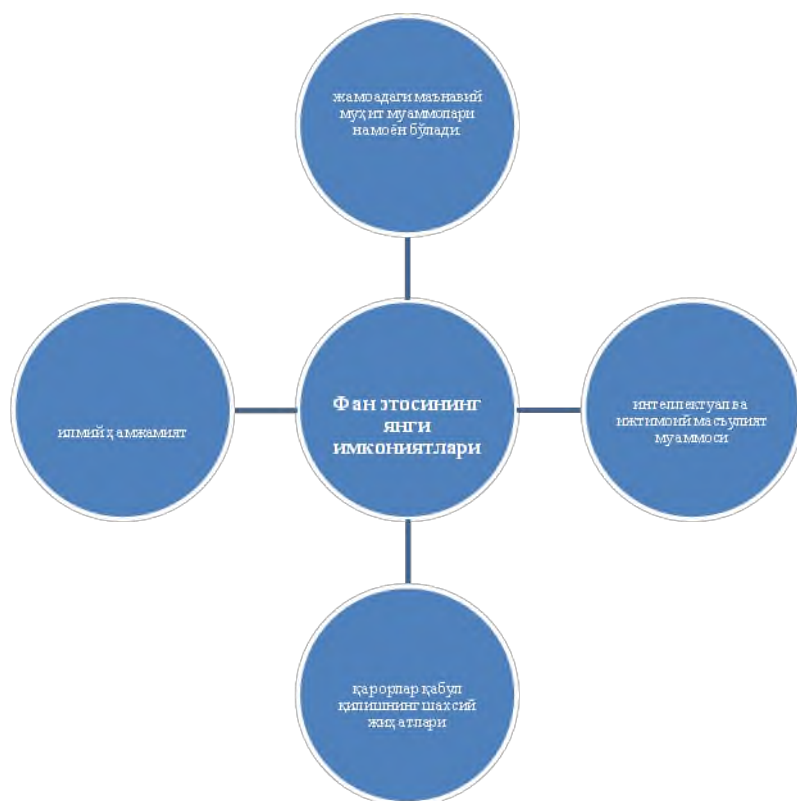 жамоадаги маънавий
муҳит муаммолари
намоён бўлади
илмий ҳамжамият
Фан этосининг
янги
имкониятлари
интеллектуал ва
ижтимоий масъулият
муаммоси
қарорлар қабул
қилишнинг шахсий
жиҳатлари